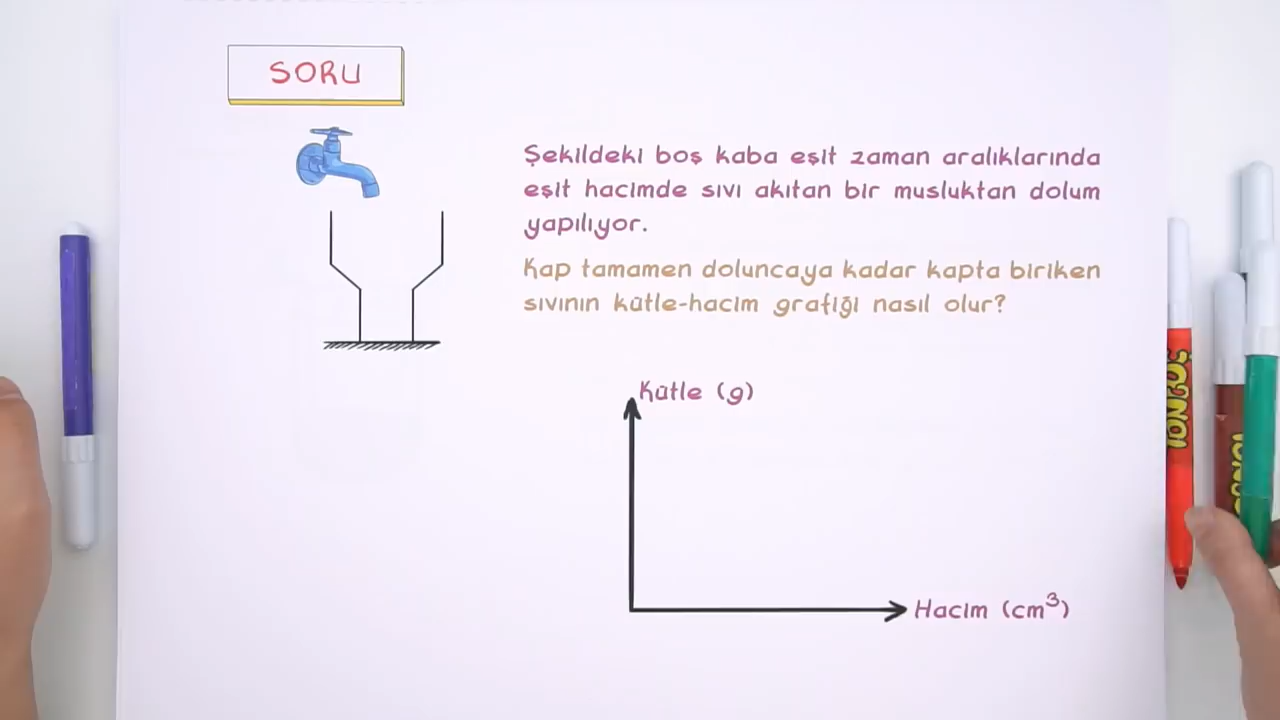 SORU
Şekildeki boş kaba eşit zaman aralıklarında
eşit hacimde sıvı akıtan bir musluktan dolum
yapılıyor.
Kap tamamen doluncaya kadar kapta biriken
sıvının kütle-hacim grafiği nasıl olur?
Kütle (g)
Hacim (cm³)